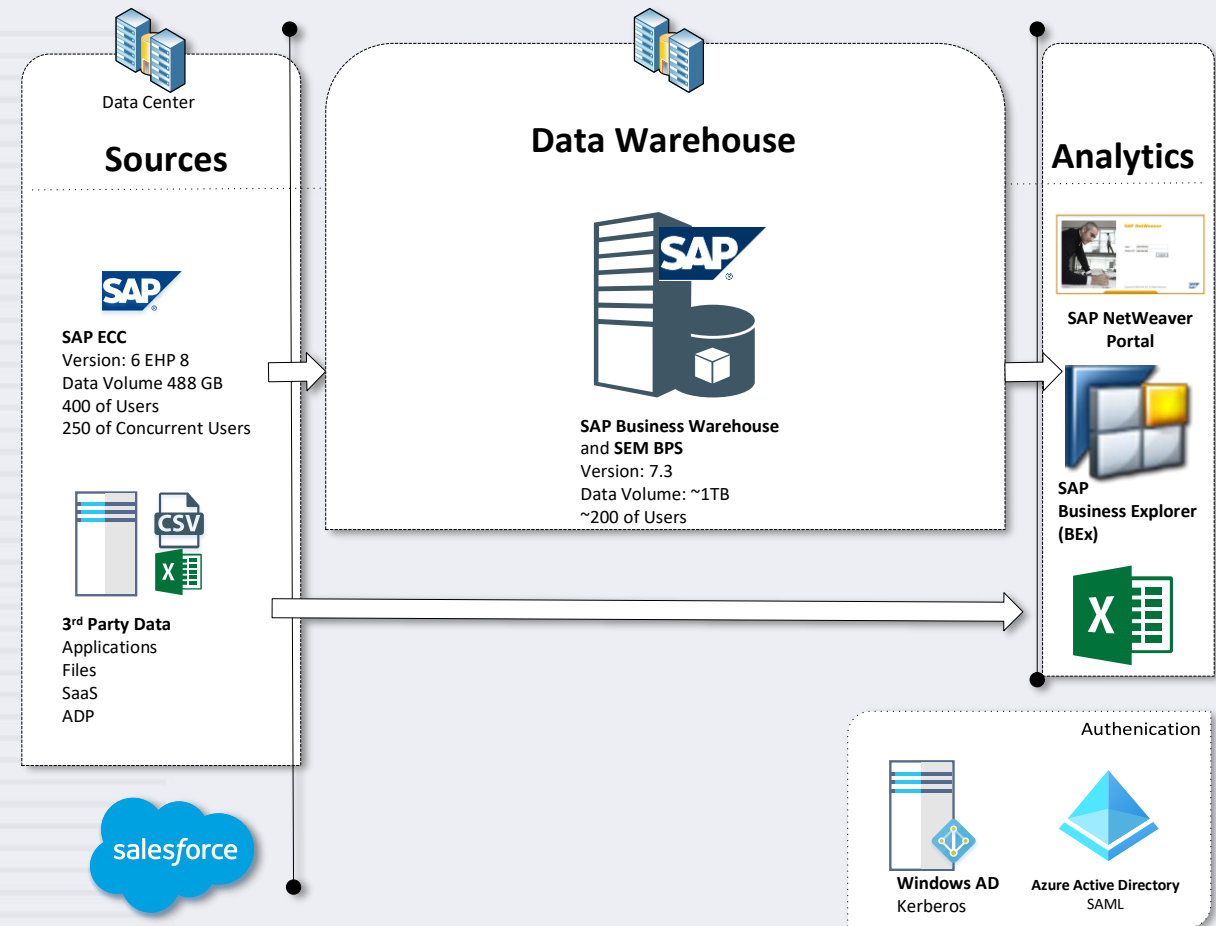 Data Center
Sources
SAP
®
SAP ECC
Version: 6 EHP 8
Data Volume 488 GB
400 of Users
250 of Concurrent Users
CSV
X
3rd Party Data
Applications
Files
SaaS
ADP
salesforce
Data Warehouse
SAP
®
SAP Business Warehouse
and SEM BPS
Version: 7.3
Data Volume: ~1TB
~200 of Users
Analytics
SAP NetWeaver
SAP NetWeaver
Portal
SAP
Business Explorer
(BEx)
X
Authenication
Windows AD
Kerberos
Azure Active Directory
SAML